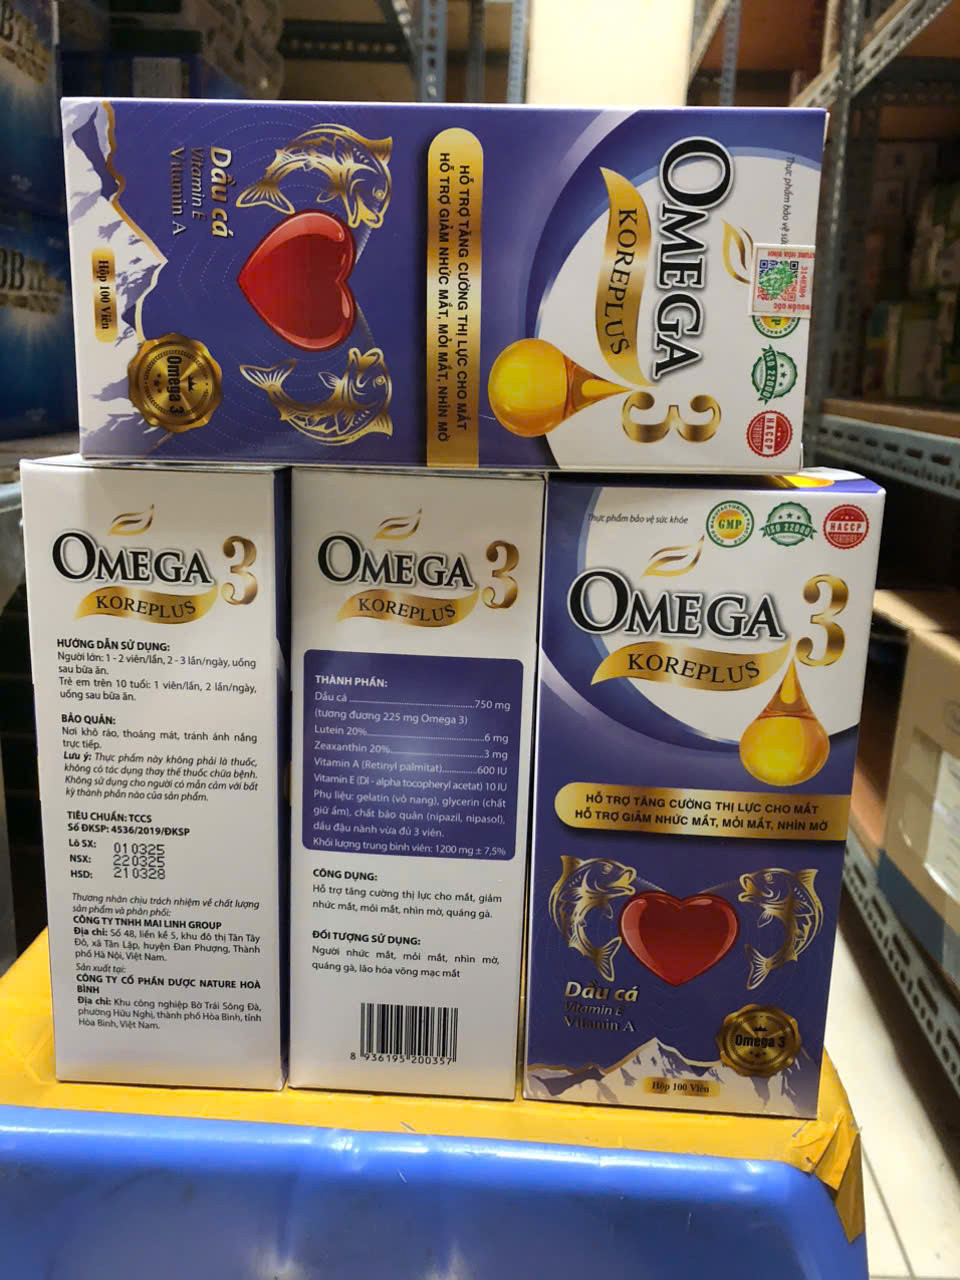 Thực phẩm bảo vệ sức
OMEGA 3
KOREPLUS
3148384
ISO 22000
HACCP
CERTIFIED
HỖ TRỢ TĂNG CƯỜNG THỊ LỰC CHO MẮT
HỖ TRỢ GIẢM NHỨC MẮT, MỎI MẮT, NHÌN MỜ
Dầu cá
Vitamin E
Vitamin A
Omega 3
Hộp 100 Viên
OMEGA 3
KOREPLUS
HƯỚNG DẪN SỬ DỤNG:
Người lớn: 1 - 2 viên/lần, 2 - 3 lần/ngày, uống
sau bữa ăn.
Trẻ em trên 10 tuổi: 1 viên/lần, 2 lần/ngày,
uống sau bữa ăn.
BẢO QUẢN:
Nơi khô ráo, thoáng mát, tránh ánh nắng
trực tiếp.
Lưu ý: Thực phẩm này không phải là thuốc,
không có tác dụng thay thế thuốc chữa bệnh.
Không sử dụng cho người có mẫn cảm với bất
kỳ thành phần nào của sản phẩm.
TIÊU CHUẨN: TCCS
Số ĐKSP: 4536/2019/ĐKSP
Lô SX: 010325
NSX: 220325
HSD: 210328
Thương nhân chịu trách nhiệm về chất lượng
sản phẩm và phân phối:
CÔNG TY TNHH MAI LINH GROUP
Địa chỉ: Số 48, liền kề 5, khu đô thị Tân Tây
Đô, xã Tân Lập, huyện Đan Phượng, Thành
phố Hà Nội, Việt Nam.
Sản xuất tại:
CÔNG TY CỔ PHẦN DƯỢC NATURE HOÀ
BÌNH
Địa chỉ: Khu công nghiệp Bờ Trái Sông Đà,
phường Hữu Nghị, thành phố Hòa Bình, tỉnh
Hòa Bình, Việt Nam.
OMEGA 3
KOREPLUS
THÀNH PHẦN:
Dầu cá ..........750 mg
(tương đương 225 mg Omega 3)
Lutein 20%..........6 mg
Zeaxanthin 20%..........3 mg
Vitamin A (Retinyl palmitat)..........600 IU
Vitamin E (Dl - alpha tocopheryl acetat) 10 IU
Phụ liệu: gelatin (vỏ nang), glycerin (chất
giữ ẩm), chất bảo quản (nipazil, nipasol),
dầu đậu nành vừa đủ 3 viên.
Khối lượng trung bình viên: 1200 mg ± 7,5%
CÔNG DỤNG:
Hỗ trợ tăng cường thị lực cho mắt, giảm
nhức mắt, mỏi mắt, nhìn mờ, quáng gà.
ĐỐI TƯỢNG SỬ DỤNG:
Người nhức mắt, mỏi mắt, nhìn mờ,
quáng gà, lão hóa võng mạc mắt
8 936195 200357
Thực phẩm bảo vệ sức khỏe
GMP
ISO 22000
HACCP
CERTIFIED
OMEGA 3
KOREPLUS
HỖ TRỢ TĂNG CƯỜNG THỊ LỰC CHO MẮT
HỖ TRỢ GIẢM NHỨC MẮT, MỎI MẮT, NHÌN MỜ
Dầu cá
Vitamin E
Vitamin A
Omega 3
Hộp 100 Viên